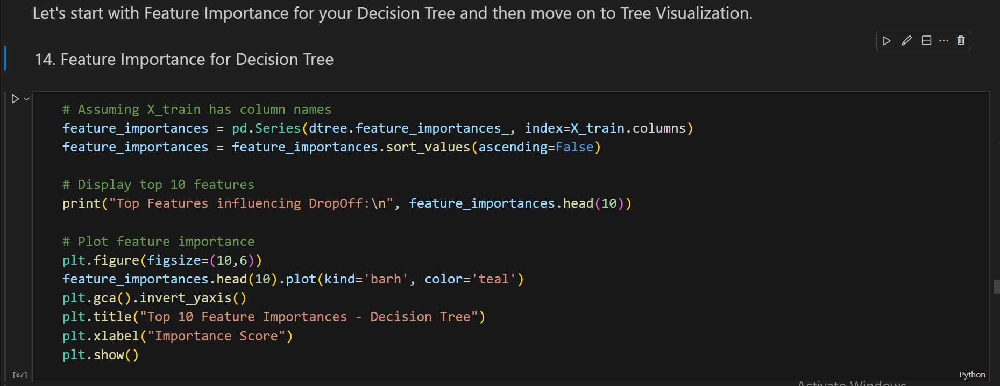 Let's start with Feature Importance for your Decision Tree and then move on to Tree Visualization.
14. Feature Importance for Decision Tree
# Assuming X_train has column names
feature_importances = pd.Series(dtree.feature_importances_, index=X_train.columns)
feature_importances = feature_importances.sort_values(ascending=False)
# Display top 10 features
print("Top Features influencing DropOff:\n", feature_importances.head(10))
# Plot feature importance
plt.figure(figsize=(10,6))
feature_importances.head(10).plot(kind='barh', color='teal')
plt.gca().invert_yaxis()
plt.title("Top 10 Feature Importances - Decision Tree")
plt.xlabel("Importance Score")
plt.show()
[87]
Python
Activate Windows